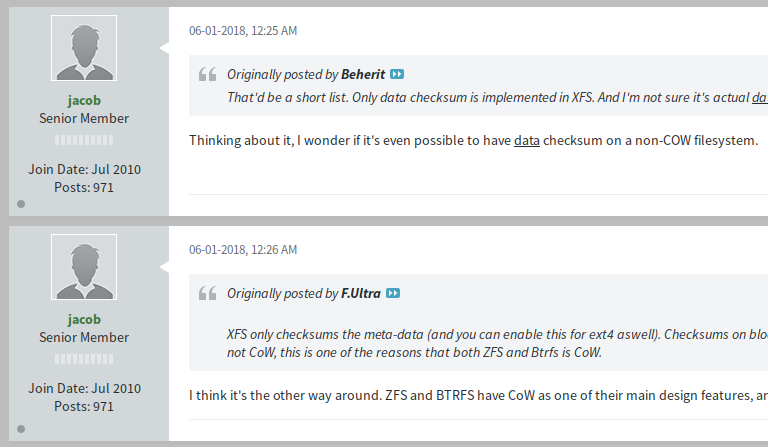 jacob
Senior Member
Join Date: Jul 2010
Posts: 971
06-01-2018, 12:25 AM
Originally posted by Beherit
That'd be a short list. Only data checksum is implemented in XFS. And I'm not sure it's actual
Thinking about it, I wonder if it's even possible to have data checksum on a non-COW filesystem.
jacob
Senior Member
Join Date: Jul 2010
Posts: 971
06-01-2018, 12:26 AM
Originally posted by F.Ultra
XFS only checksums the meta-data (and you can enable this for ext4 aswell). Checksums on
not CoW, this is one of the reasons that both ZFS and Btrfs is CoW.
I think it's the other way around. ZFS and BTRFS have CoW as one of their main design features,